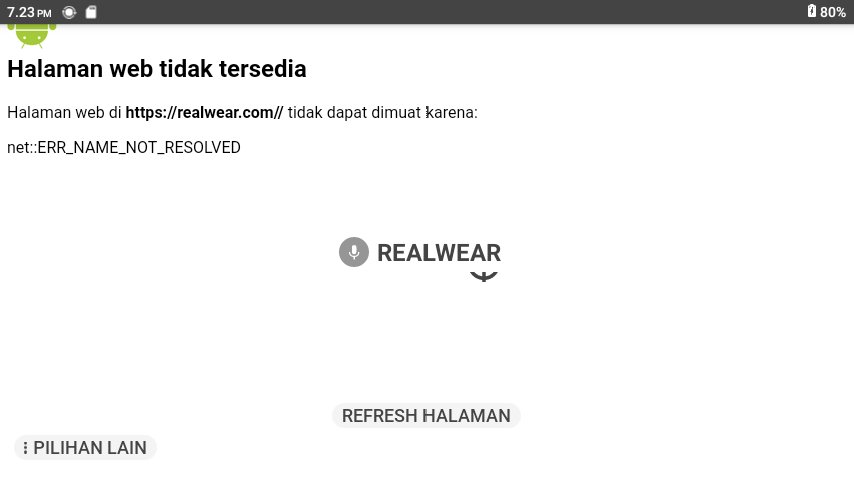 7.23 PM
80%
Halaman web tidak tersedia
Halaman web di https://realwear.com// tidak dapat dimuat karena:
net::ERR_NAME_NOT_RESOLVED
REALWEAR
REFRESH HALAMAN
PILIHAN LAIN